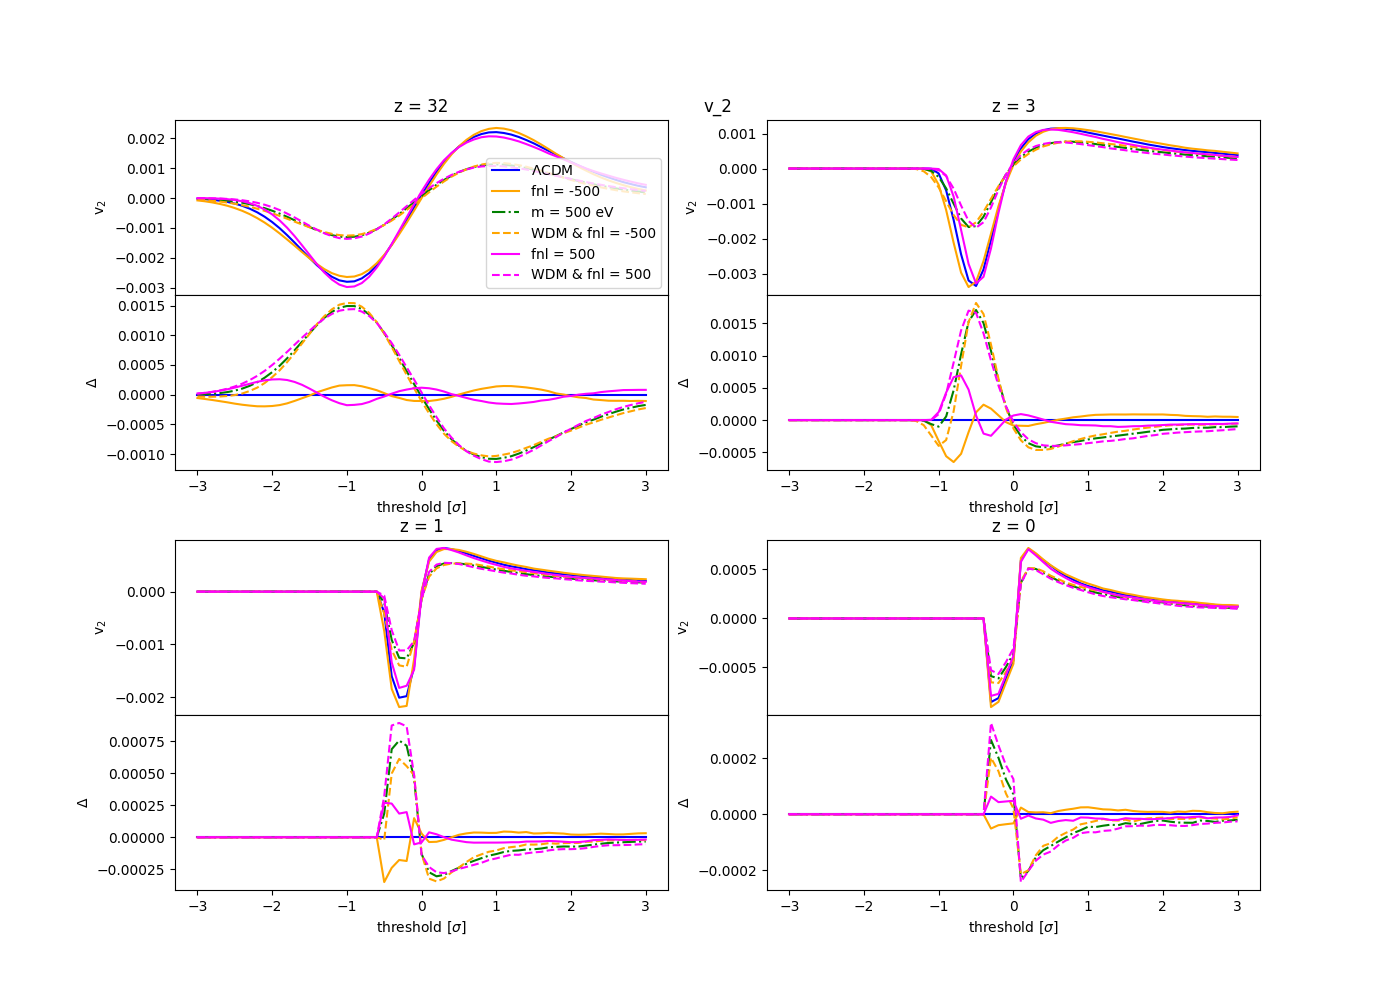 v_2
z = 32
v₂
0.002
0.001
0.000
−0.001
−0.002
−0.003
ΛCDM
fnl = -500
m = 500 eV
WDM & fnl = -500
fnl = 500
WDM & fnl = 500
Δ
0.0015
0.0010
0.0005
0.0000
−0.0005
−0.0010
−3 −2 −1 0 1 2 3
threshold [σ]
z = 3
v₂
0.001
0.000
−0.001
−0.002
−0.003
Δ
0.0015
0.0010
0.0005
0.0000
−0.0005
−3 −2 −1 0 1 2 3
threshold [σ]
z = 1
v₂
0.000
−0.001
−0.002
Δ
0.00075
0.00050
0.00025
0.00000
−0.00025
−3 −2 −1 0 1 2 3
threshold [σ]
z = 0
v₂
0.0005
0.0000
−0.0005
Δ
0.0002
0.0000
−0.0002
−3 −2 −1 0 1 2 3
threshold [σ]